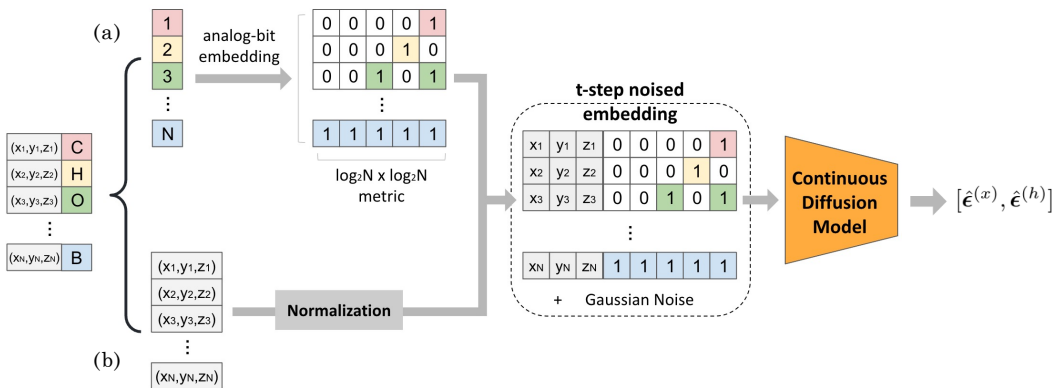 (a)
1
2
3
⋮
N
analog-bit
embedding
0 0 0 0 1
0 0 0 1 0
0 0 1 0 1
⋮
1 1 1 1 1
log₂N x log₂N
metric
(x₁,y₁,z₁) C
(x₂,y₂,z₂) H
(x₃,y₃,z₃) O
⋮
(xN,yN,zN) B
(x₁,y₁,z₁)
(x₂,y₂,z₂)
(x₃,y₃,z₃)
⋮
(xN,yN,zN)
(b)
Normalization
t-step noised
embedding
x₁ y₁ z₁ 0 0 0 0 1
x₂ y₂ z₂ 0 0 0 1 0
x₃ y₃ z₃ 0 0 1 0 1
⋮
xN yN zN 1 1 1 1 1
+ Gaussian Noise
Continuous
Diffusion
Model
[ε̂⁽ˣ⁾, ε̂⁽ʰ⁾]